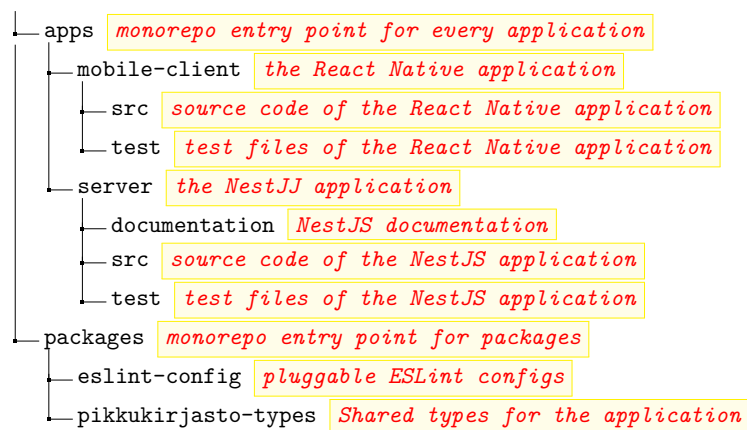 apps monorepo entry point for every application
mobile-client the React Native application
src source code of the React Native application
test test files of the React Native application
server the NestJJ application
documentation NestJS documentation
src source code of the NestJS application
test test files of the NestJS application
packages monorepo entry point for packages
eslint-config pluggable ESLint configs
pikkukirjasto-types Shared types for the application